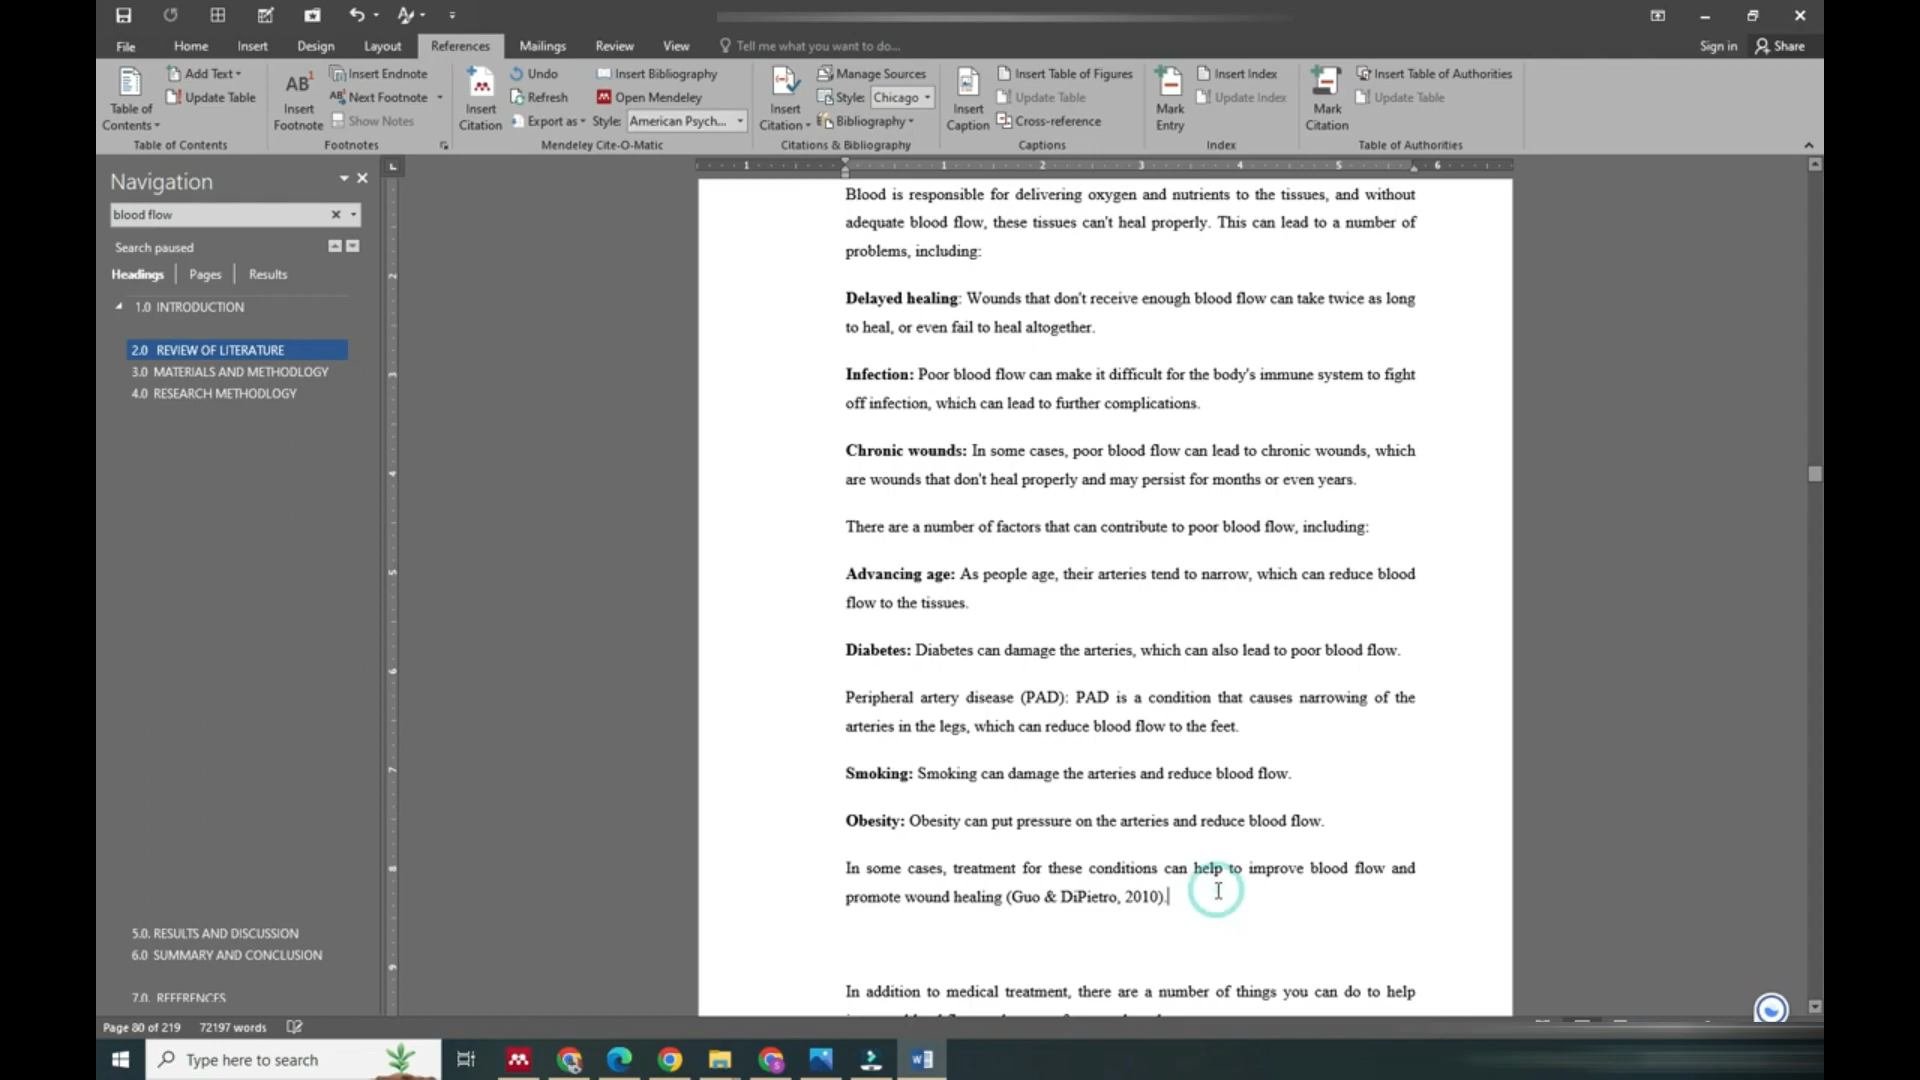 File Home Insert Design Layout References Mailings Review View Tell me what you want to do... Sign in Share
Table of Contents
Add Text
Update Table
Table of Contents
AB1 Insert Footnote
Insert Endnote
AB1 Next Footnote
Show Notes
Footnotes
Insert Citation
Undo
Refresh
Export as
Insert Bibliography
Open Mendeley
Style: American Psych...
Mendeley Cite-O-Matic
Insert Citation
Manage Sources
Style: Chicago
Bibliography
Citations & Bibliography
Insert Caption
Insert Table of Figures
Update Table
Cross-reference
Captions
Mark Entry
Insert Index
Update Index
Index
Mark Citation
Insert Table of Authorities
Update Table
Table of Authorities
1 1 2 3 4 5 6
Navigation
blood flow
Search paused
Headings Pages Results
1.0 INTRODUCTION
2.0 REVIEW OF LITERATURE
3.0 MATERIALS AND METHODLOGY
4.0 RESEARCH METHODLOGY
5.0. RESULTS AND DISCUSSION
6.0 SUMMARY AND CONCLUSION
7.0. REFERENCES
2
3
4
5
6
7
8
9
Blood is responsible for delivering oxygen and nutrients to the tissues, and without
adequate blood flow, these tissues can't heal properly. This can lead to a number of
problems, including:
Delayed healing: Wounds that don't receive enough blood flow can take twice as long
to heal, or even fail to heal altogether.
Infection: Poor blood flow can make it difficult for the body's immune system to fight
off infection, which can lead to further complications.
Chronic wounds: In some cases, poor blood flow can lead to chronic wounds, which
are wounds that don't heal properly and may persist for months or even years.
There are a number of factors that can contribute to poor blood flow, including:
Advancing age: As people age, their arteries tend to narrow, which can reduce blood
flow to the tissues.
Diabetes: Diabetes can damage the arteries, which can also lead to poor blood flow.
Peripheral artery disease (PAD): PAD is a condition that causes narrowing of the
arteries in the legs, which can reduce blood flow to the feet.
Smoking: Smoking can damage the arteries and reduce blood flow.
Obesity: Obesity can put pressure on the arteries and reduce blood flow.
In some cases, treatment for these conditions can help to improve blood flow and
promote wound healing (Guo & DiPietro, 2010).
In addition to medical treatment, there are a number of things you can do to help
Page 80 of 219 72197 words
Type here to search